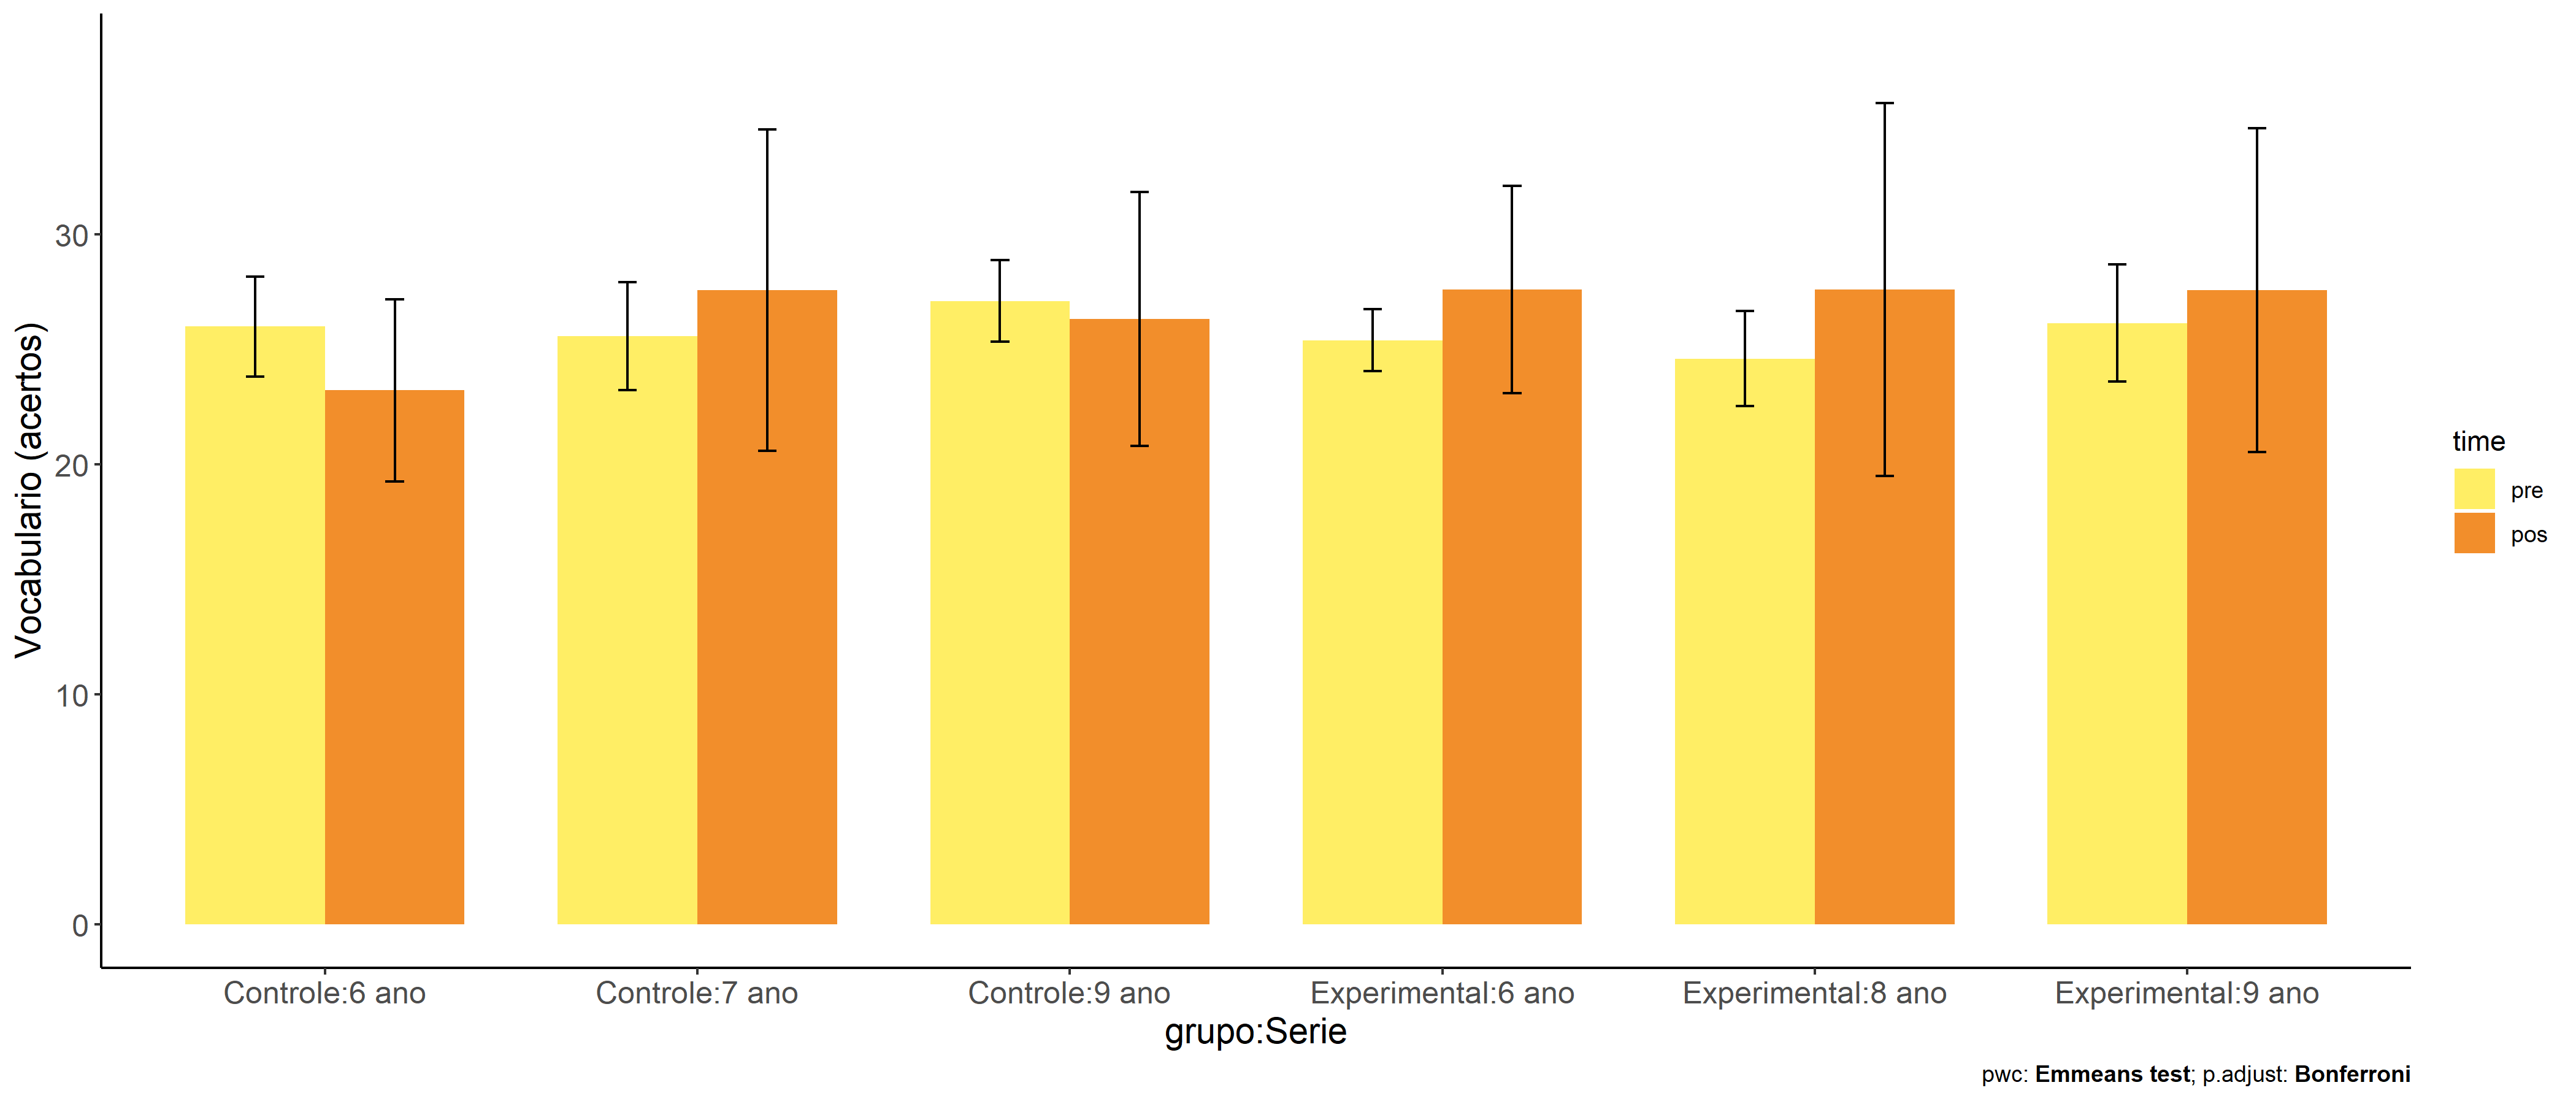 Vocabulario (acertos)
30
20
10
0
Controle:6 ano
Controle:7 ano
Controle:9 ano
Experimental:6 ano
Experimental:8 ano
Experimental:9 ano
grupo:Serie
time
pre
pos
pwc: Emmeans test; p.adjust: Bonferroni